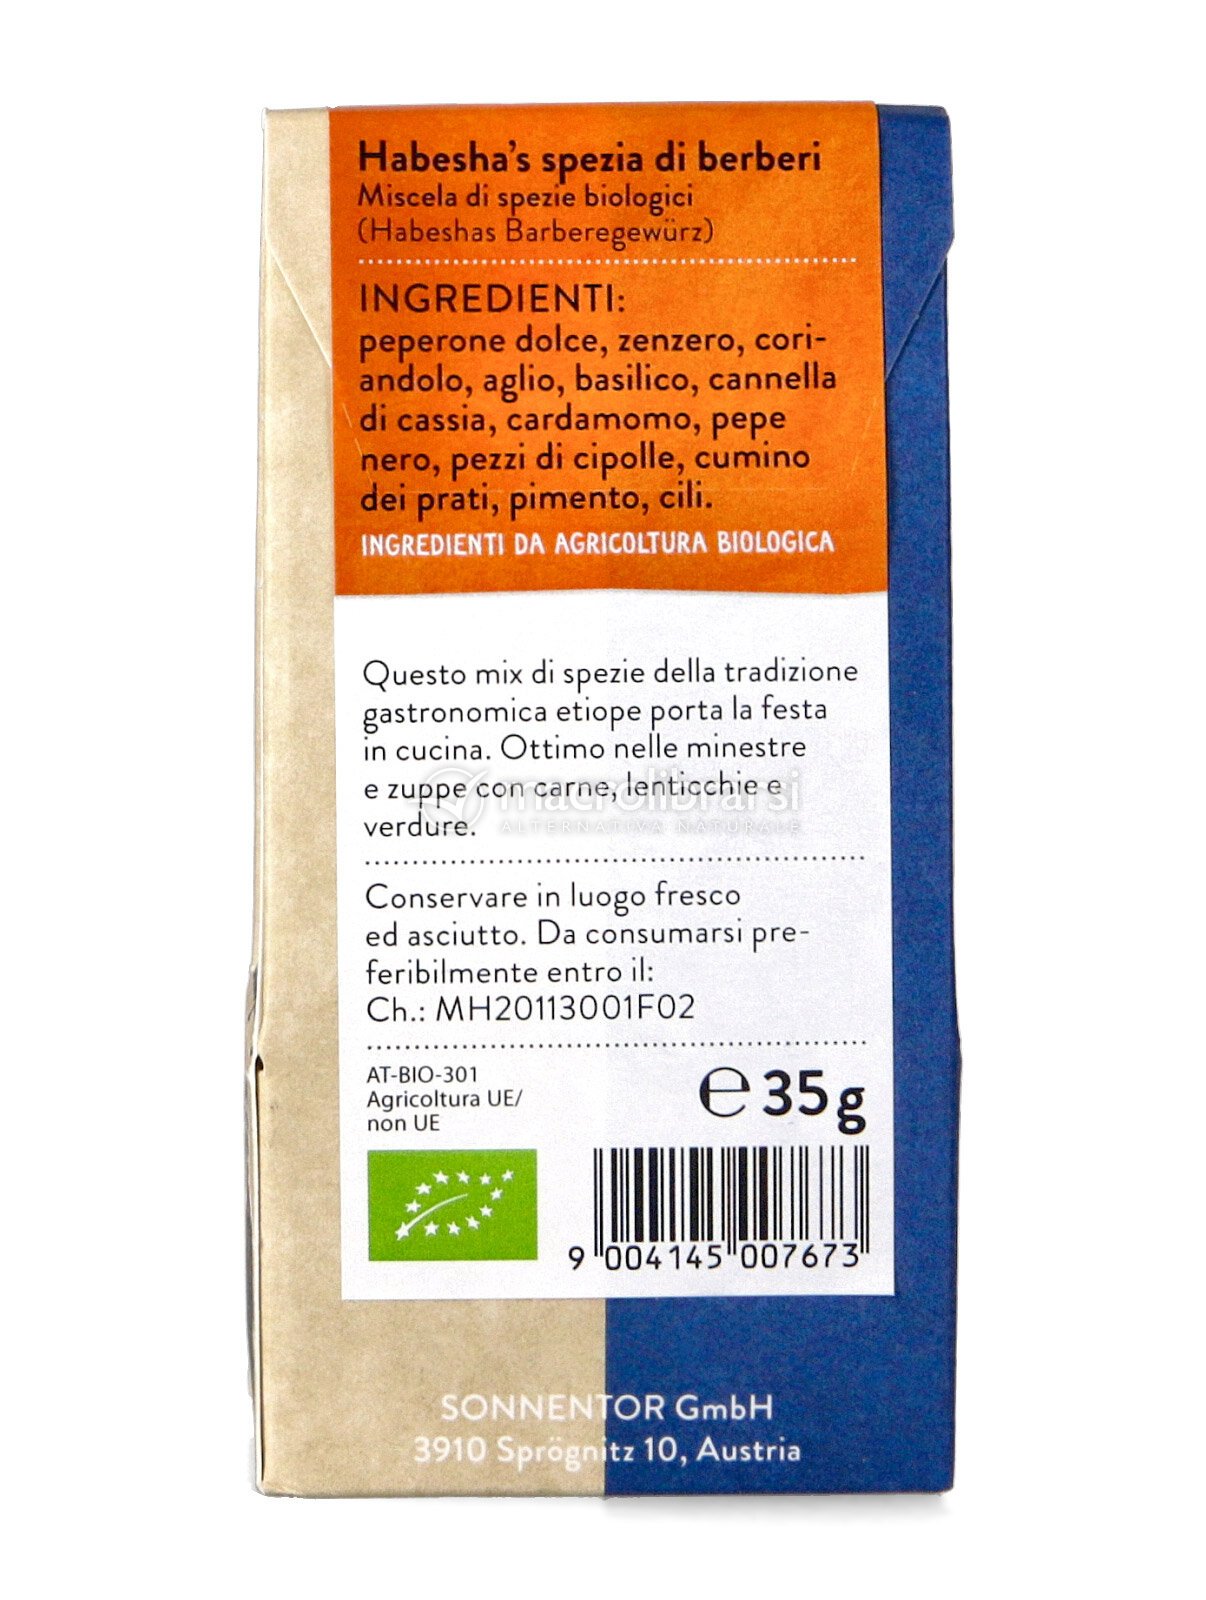 Habesha's spezia di berberi
Miscela di spezie biologici
(Habeshas Barberegewürz)
INGREDIENTI:
peperone dolce, zenzero, cori-
andolo, aglio, basilico, cannella
di cassia, cardamomo, pepe
nero, pezzi di cipolle, cumino
dei prati, pimento, cili.
INGREDIENTI DA AGRICOLTURA BIOLOGICA
Questo mix di spezie della tradizione
gastronomica etiope porta la festa
in cucina. Ottimo nelle minestre
e zuppe con carne, lenticchie e
verdure.
macrolibrarsi
ALTERNATIVA NATURALE
Conservare in luogo fresco
ed asciutto. Da consumarsi pre-
feribilmente entro il:
Ch.: MH20113001F02
AT-BIO-301
Agricoltura UE/
non UE
℮ 35g
9 004145 007673
SONNENTOR GmbH
3910 Sprögnitz 10, Austria